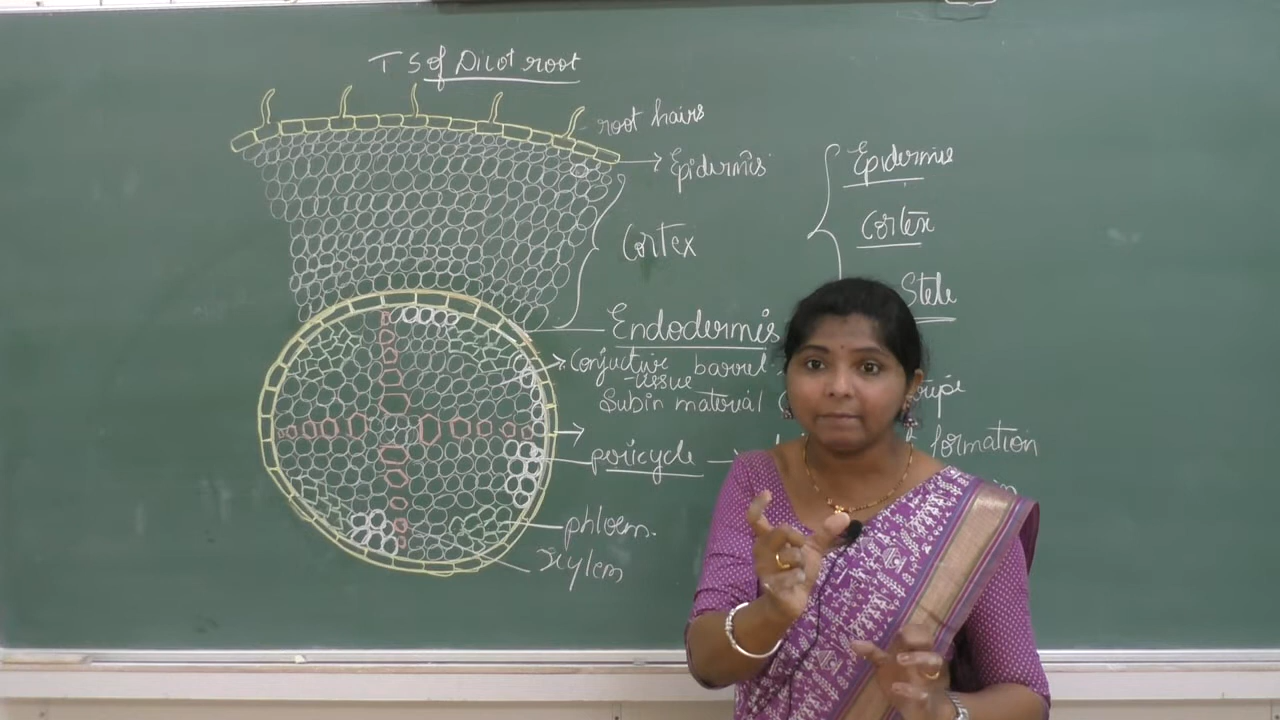 T S of Dicot root
root hairs
Epidermis
Cortex
Endodermis
Conjuctive barrel
tissue
Subin material
pericycle
phloem.
xylem
Epidermis
Cortex
Stele
formation